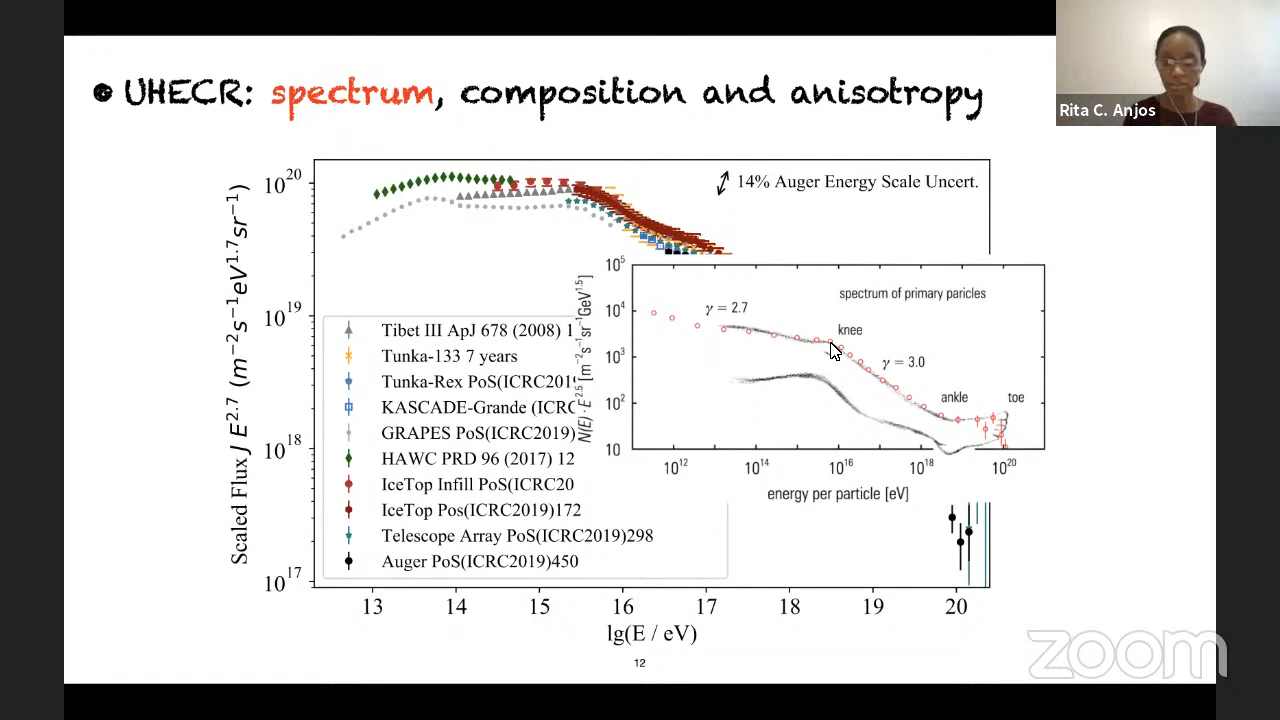 UHECR: spectrum, composition and anisotropy
Rita C. Anjos
14% Auger Energy Scale Uncert.
Scaled Flux J E^2.7 (m^−2 s^−1 eV^1.7 sr^−1)
10^20
10^19
10^18
10^17
Tibet III ApJ 678 (2008) 1
Tunka-133 7 years
Tunka-Rex PoS(ICRC201
KASCADE-Grande (ICRC
GRAPES PoS(ICRC2019)
HAWC PRD 96 (2017) 12
IceTop Infill PoS(ICRC20
IceTop Pos(ICRC2019)172
Telescope Array PoS(ICRC2019)298
Auger PoS(ICRC2019)450
13 14 15 16 17 18 19 20
lg(E / eV)
N(E) · E^2.5 [m^−2 s^−1 sr^−1 GeV^1.5]
10^5
10^4
10^3
10^2
10
spectrum of primary paricles
γ = 2.7
knee
γ = 3.0
ankle
toe
10^12 10^14 10^16 10^18 10^20
energy per particle [eV]
12
zoom